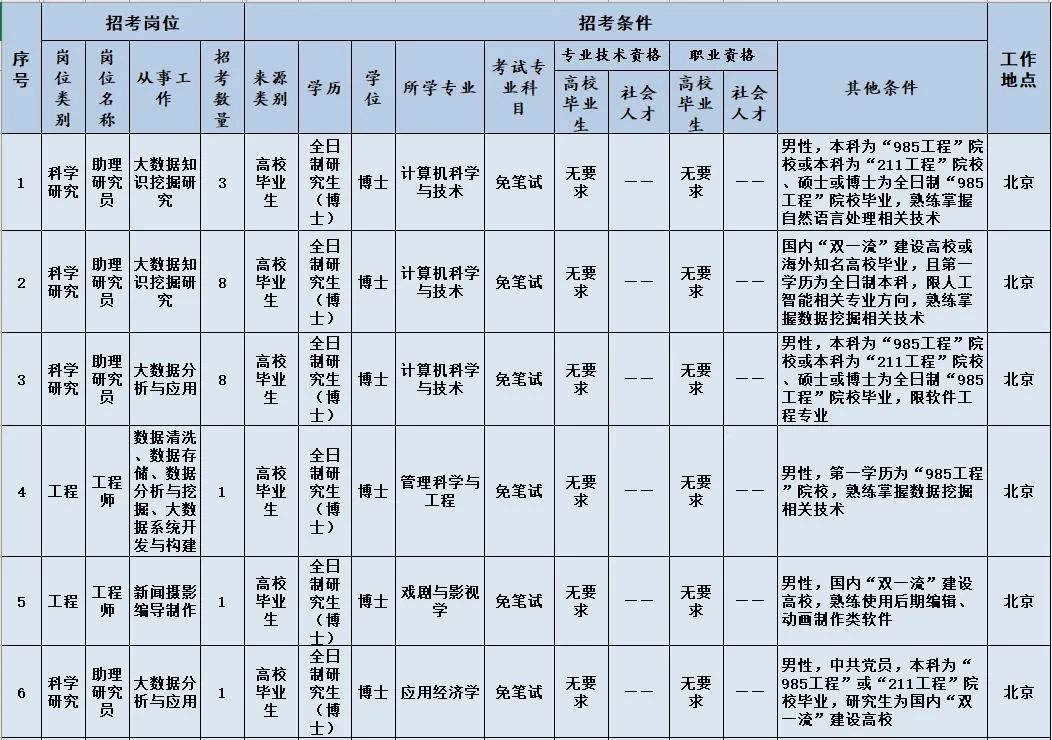 序号
招考岗位
招考条件
工作地点
岗位类别
岗位名称
从事工作
招考数量
来源类别
学历
学位
所学专业
考试专业科目
专业技术资格
职业资格
其他条件
高校毕业生
社会人才
高校毕业生
社会人才
1
科学研究
助理研究员
大数据知识挖掘研究
3
高校毕业生
全日制研究生（博士）
博士
计算机科学与技术
免笔试
无要求
——
无要求
——
男性，本科为“985工程”院
校或本科为“211工程”院校
、硕士或博士为全日制“985
工程”院校毕业，熟练掌握
自然语言处理相关技术
北京
2
科学研究
助理研究员
大数据知识挖掘研究
8
高校毕业生
全日制研究生（博士）
博士
计算机科学与技术
免笔试
无要求
——
无要求
——
国内“双一流”建设高校或
海外知名高校毕业，且第一
学历为全日制本科，限人工
智能相关专业方向，熟练掌
握数据挖掘相关技术
北京
3
科学研究
助理研究员
大数据分析与应用
8
高校毕业生
全日制研究生（博士）
博士
计算机科学与技术
免笔试
无要求
——
无要求
——
男性，本科为“985工程”院
校或本科为“211工程”院校
、硕士或博士为全日制“985
工程”院校毕业，限软件工
程专业
北京
4
工程
工程师
数据清洗
、数据存
储、数据
分析与挖
掘、大数
据系统开
发与构建
1
高校毕业生
全日制研究生（博士）
博士
管理科学与工程
免笔试
无要求
——
无要求
——
男性，第一学历为“985工程
”院校，熟练掌握数据挖掘
相关技术
北京
5
工程
工程师
新闻摄影编导制作
1
高校毕业生
全日制研究生（博士）
博士
戏剧与影视学
免笔试
无要求
——
无要求
——
男性，国内“双一流”建设
高校，熟练使用后期编辑、
动画制作类软件
北京
6
科学研究
助理研究员
大数据分析与应用
1
高校毕业生
全日制研究生（博士）
博士
应用经济学
免笔试
无要求
——
无要求
——
男性，中共党员，本科为“
985工程”或“211工程”院
校毕业，研究生为国内“双
一流”建设高校
北京